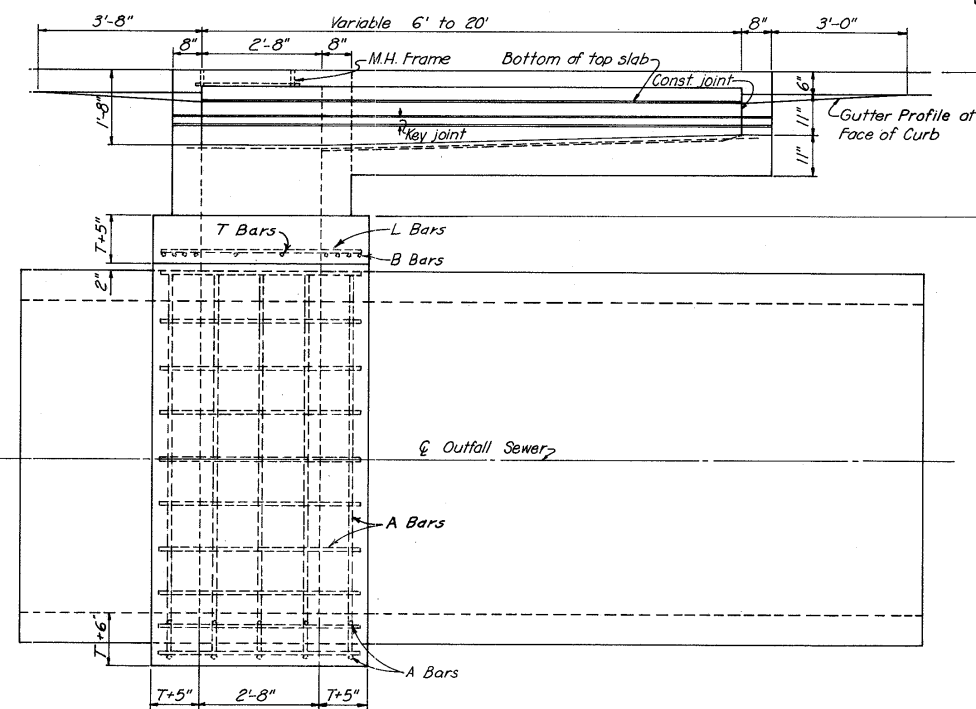 3'-8"
Variable 6' to 20'
8"
3'-0"
8"
2'-8"
8"
M.H. Frame
Bottom of top slab
Const. joint
6"
1'-8"
11"
Gutter Profile at
Face of Curb
Key joint
11"
T+5"
T Bars
L Bars
B Bars
2"
℄ Outfall Sewer
A Bars
T+6"
A Bars
T+5"
2'-8"
T+5"